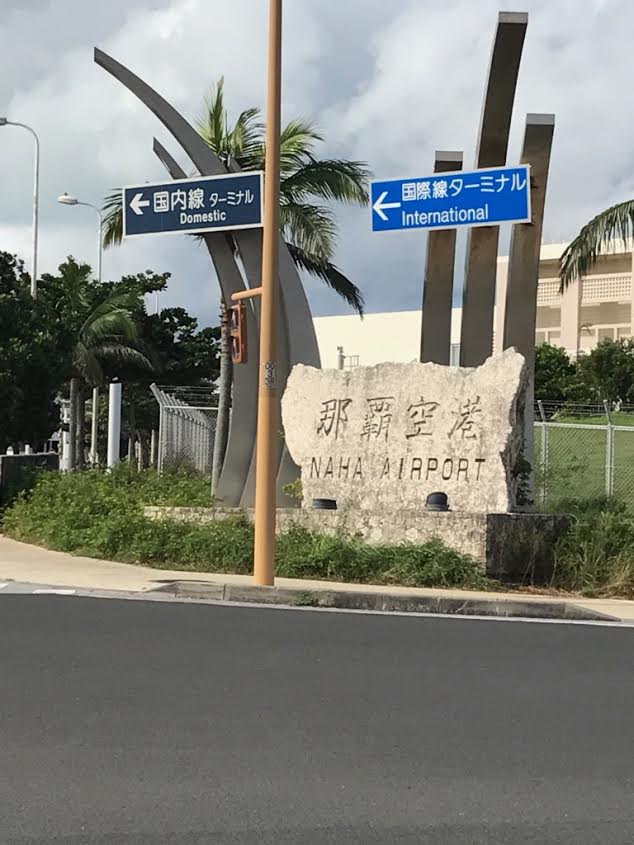 国内線 ターミナル
Domestic
国際線ターミナル
International
那覇空港
NAHA AIRPORT